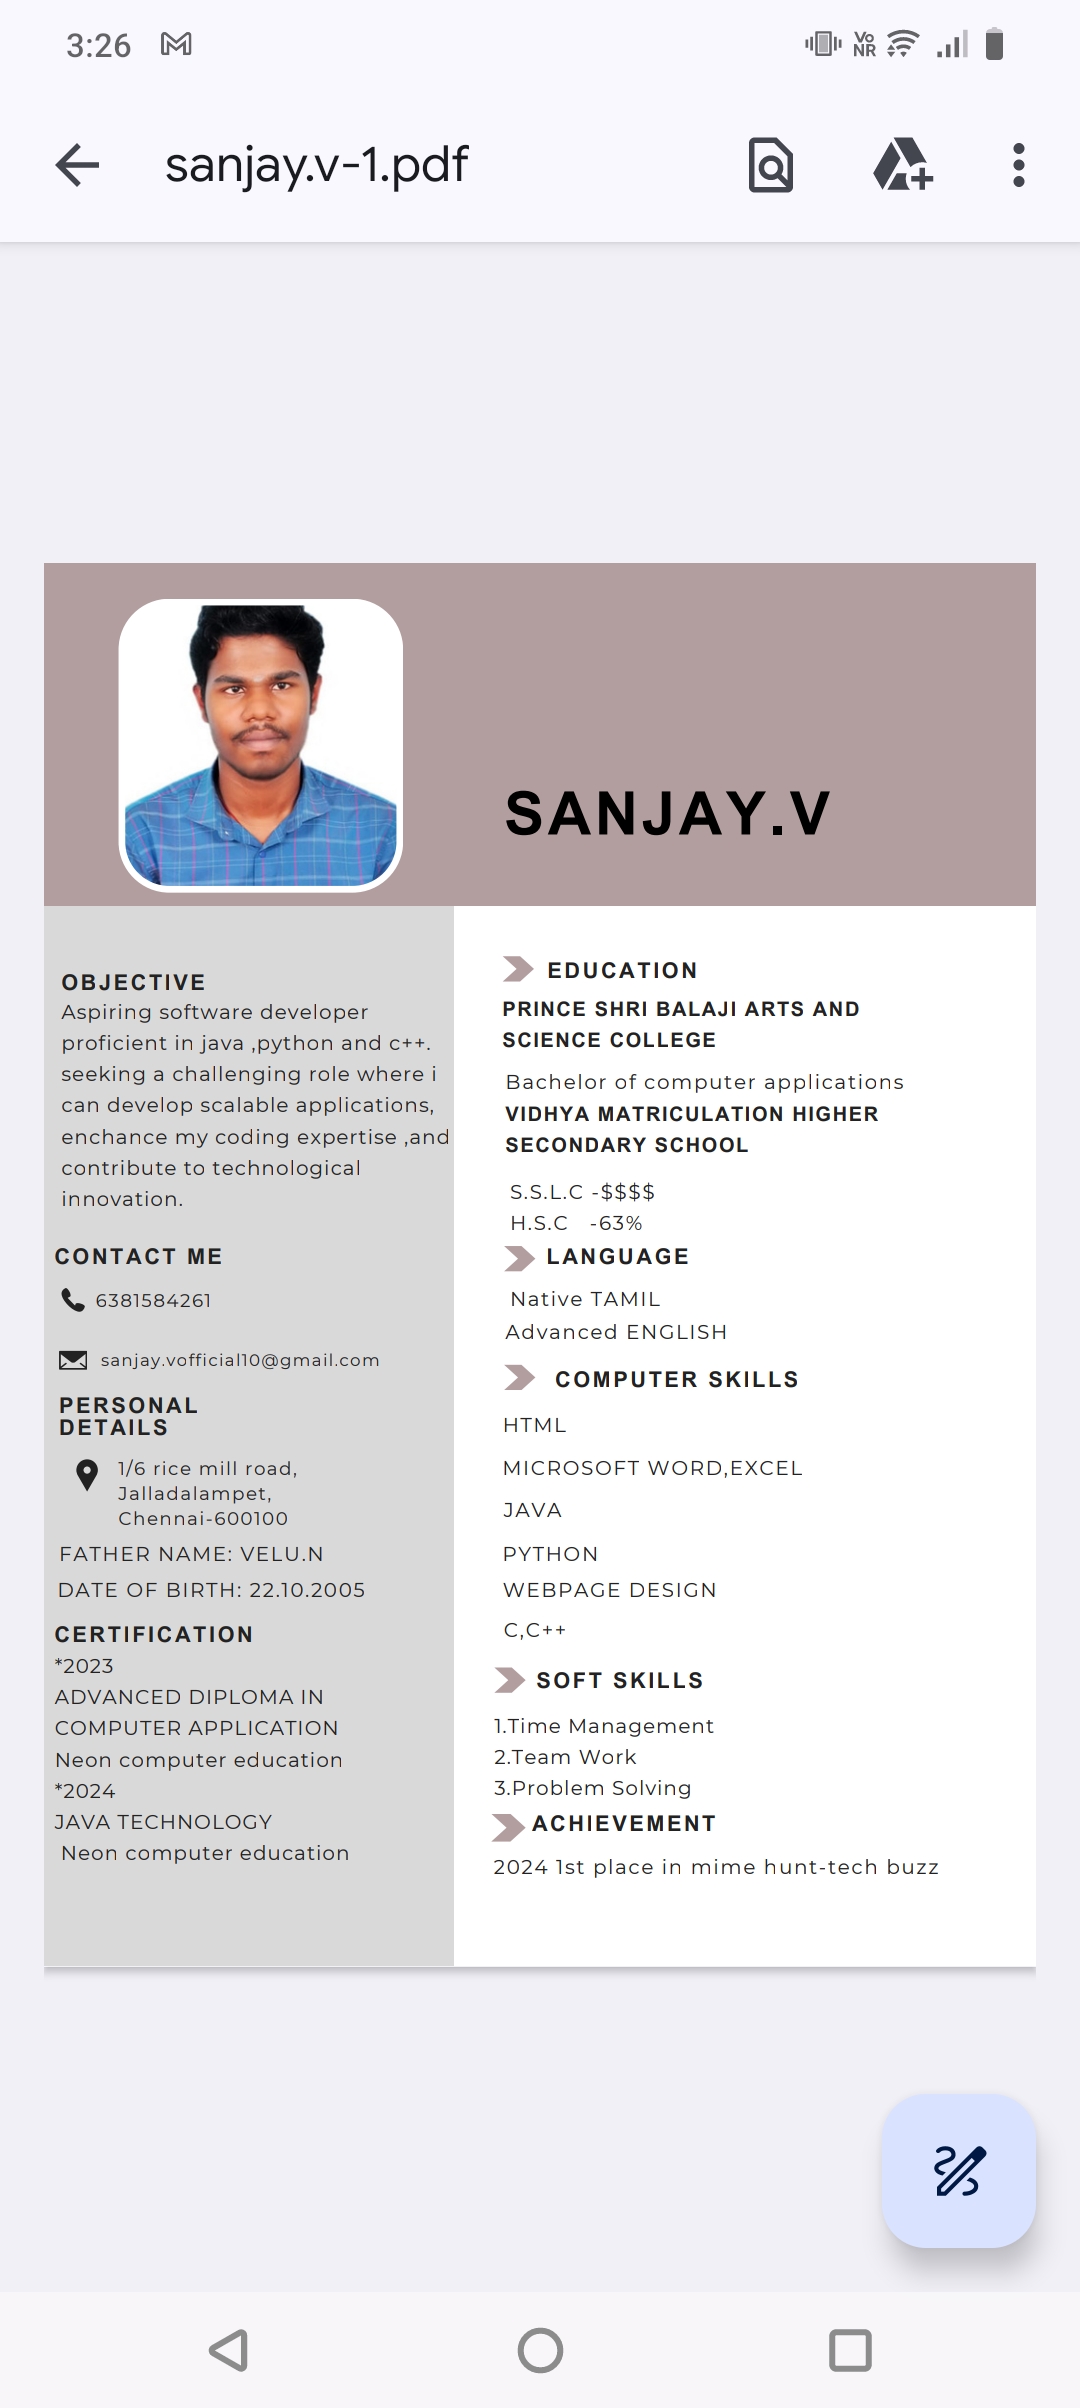 3:26
Vo
NR
sanjay.v-1.pdf
SANJAY.V
OBJECTIVE
Aspiring software developer
proficient in java ,python and c++.
seeking a challenging role where i
can develop scalable applications,
enchance my coding expertise ,and
contribute to technological
innovation.
CONTACT ME
6381584261
sanjay.vofficial10@gmail.com
PERSONAL
DETAILS
1/6 rice mill road,
Jalladalampet,
Chennai-600100
FATHER NAME: VELU.N
DATE OF BIRTH: 22.10.2005
CERTIFICATION
*2023
ADVANCED DIPLOMA IN
COMPUTER APPLICATION
Neon computer education
*2024
JAVA TECHNOLOGY
Neon computer education
EDUCATION
PRINCE SHRI BALAJI ARTS AND
SCIENCE COLLEGE
Bachelor of computer applications
VIDHYA MATRICULATION HIGHER
SECONDARY SCHOOL
S.S.L.C -$$$$
H.S.C -63%
LANGUAGE
Native TAMIL
Advanced ENGLISH
COMPUTER SKILLS
HTML
MICROSOFT WORD,EXCEL
JAVA
PYTHON
WEBPAGE DESIGN
C,C++
SOFT SKILLS
1.Time Management
2.Team Work
3.Problem Solving
ACHIEVEMENT
2024 1st place in mime hunt-tech buzz